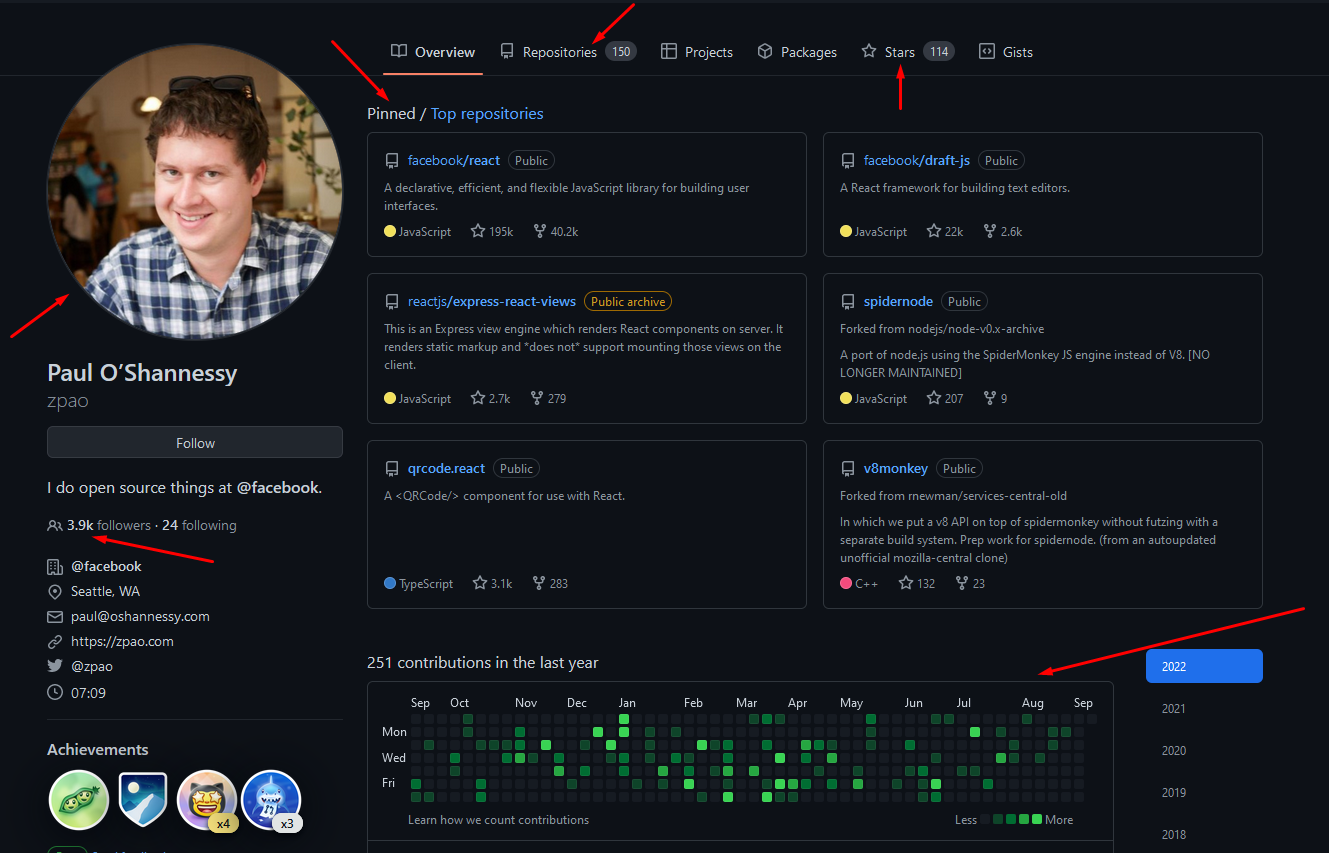 Overview Repositories 150 Projects Packages Stars 114 Gists
Paul O'Shannessy
zpao
Follow
I do open source things at @facebook.
3.9k followers · 24 following
@facebook
Seattle, WA
paul@oshannessy.com
https://zpao.com
@zpao
07:09
Achievements
x4 x3
Pinned / Top repositories
facebook/react Public
A declarative, efficient, and flexible JavaScript library for building user
interfaces.
JavaScript 195k 40.2k
facebook/draft-js Public
A React framework for building text editors.
JavaScript 22k 2.6k
reactjs/express-react-views Public archive
This is an Express view engine which renders React components on server. It
renders static markup and *does not* support mounting those views on the
client.
JavaScript 2.7k 279
spidernode Public
Forked from nodejs/node-v0.x-archive
A port of node.js using the SpiderMonkey JS engine instead of V8. [NO
LONGER MAINTAINED]
JavaScript 207 9
qrcode.react Public
A <QRCode/> component for use with React.
TypeScript 3.1k 283
v8monkey Public
Forked from rnewman/services-central-old
In which we put a v8 API on top of spidermonkey without futzing with a
separate build system. Prep work for spidernode. (from an autoupdated
unofficial mozilla-central clone)
C++ 132 23
251 contributions in the last year
Sep Oct Nov Dec Jan Feb Mar Apr May Jun Jul Aug Sep
Mon
Wed
Fri
Learn how we count contributions Less More
2022
2021
2020
2019
2018